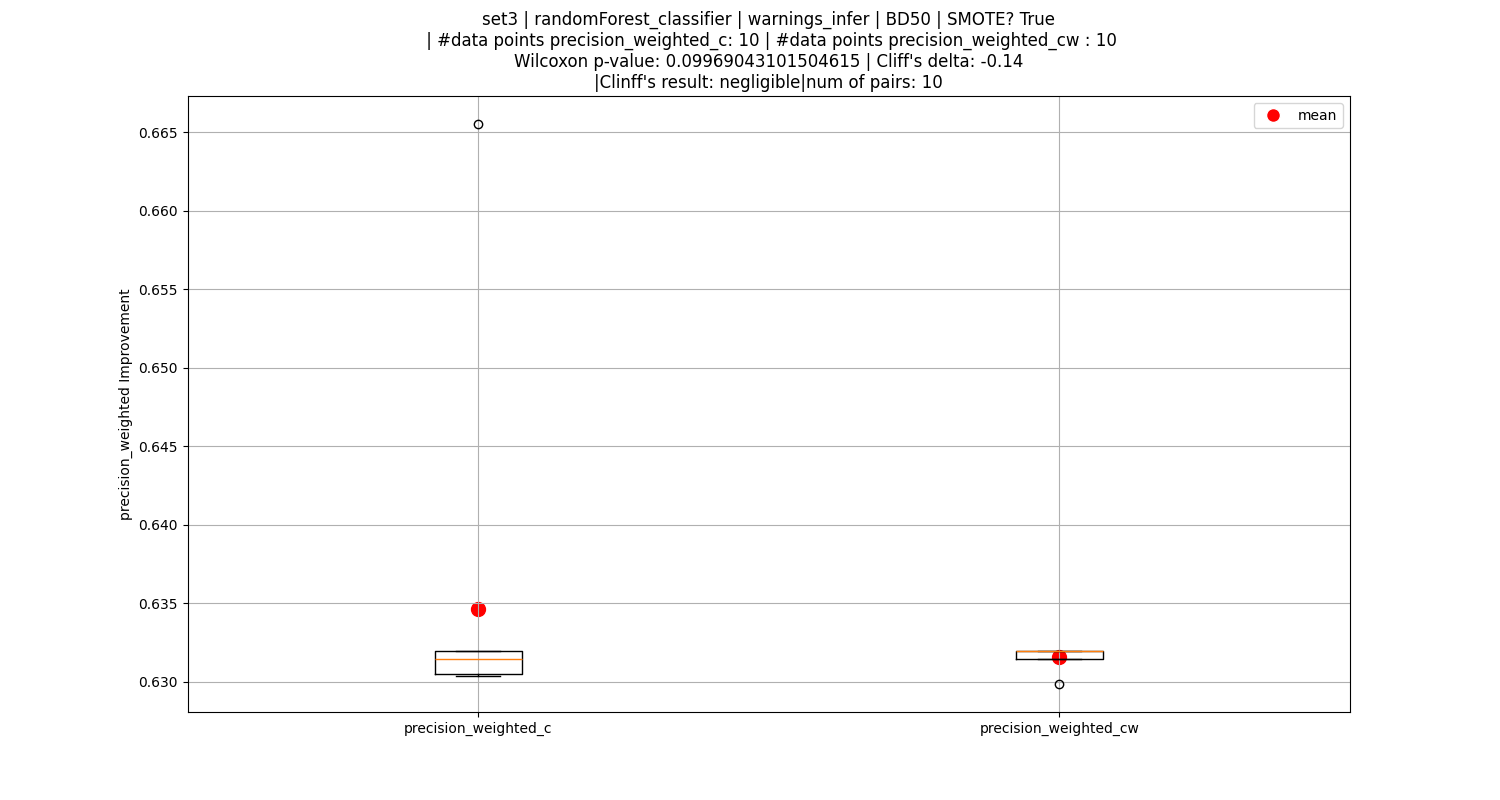 set3 | randomForest_classifier | warnings_infer | BD50 | SMOTE? True
| #data points precision_weighted_c: 10 | #data points precision_weighted_cw : 10
Wilcoxon p-value: 0.09969043101504615 | Cliff's delta: -0.14
|Clinff's result: negligible|num of pairs: 10
mean
0.665
0.660
0.655
0.650
0.645
0.640
0.635
0.630
precision_weighted Improvement
precision_weighted_c
precision_weighted_cw